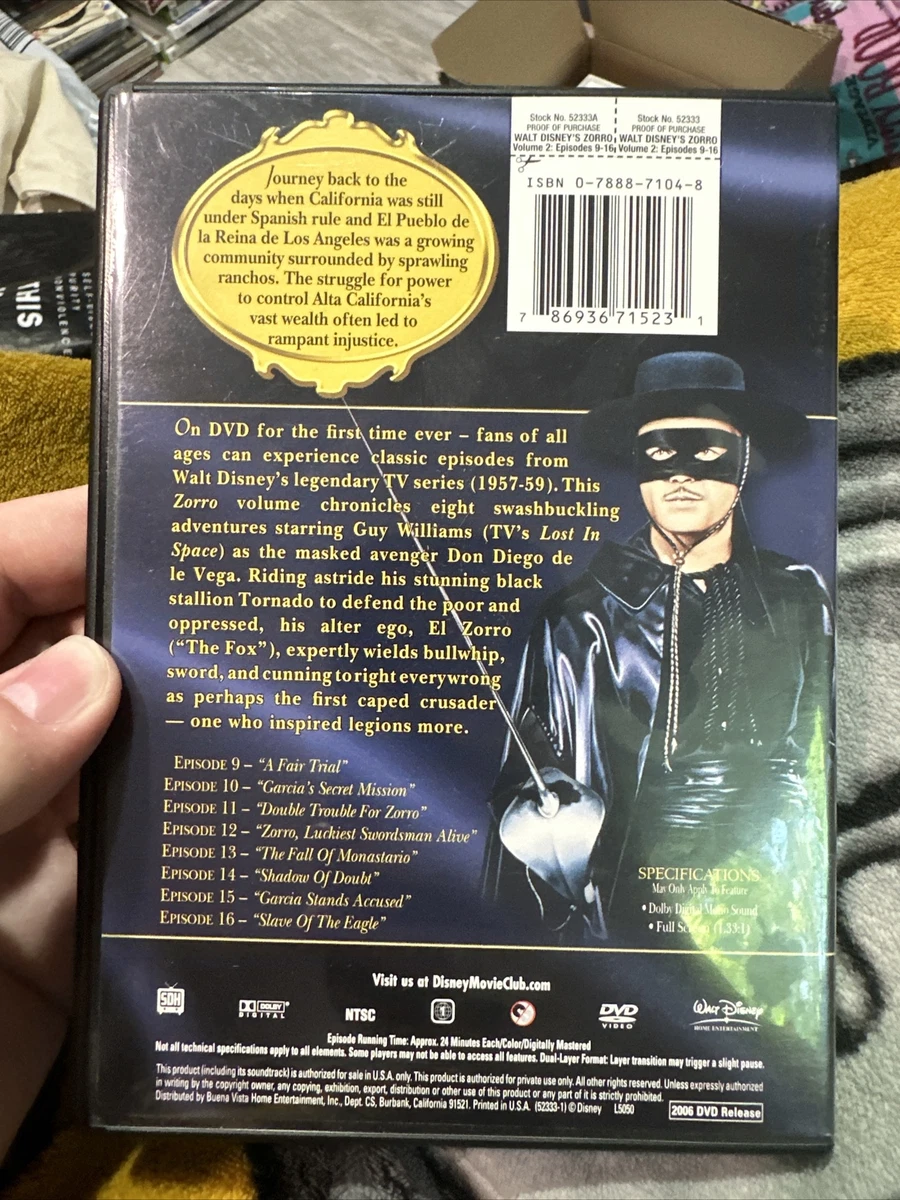 Stock No. 52333A
PROOF OF PURCHASE
WALT DISNEY'S ZORRO
Volume 2: Episodes 9-16
Stock No. 52333
PROOF OF PURCHASE
WALT DISNEY'S ZORRO
Volume 2: Episodes 9-16
ISBN 0-7888-7104-8
7 86936 71523 1
Journey back to the
days when California was still
under Spanish rule and El Pueblo de
la Reina de Los Angeles was a growing
community surrounded by sprawling
ranchos. The struggle for power
to control Alta California's
vast wealth often led to
rampant injustice.
On DVD for the first time ever – fans of all
ages can experience classic episodes from
Walt Disney's legendary TV series (1957-59). This
Zorro volume chronicles eight swashbuckling
adventures starring Guy Williams (TV's Lost In
Space) as the masked avenger Don Diego de
le Vega. Riding astride his stunning black
stallion Tornado to defend the poor and
oppressed, his alter ego, El Zorro
("The Fox"), expertly wields bullwhip,
sword, and cunning to right every wrong
as perhaps the first caped crusader
— one who inspired legions more.
EPISODE 9 – "A Fair Trial"
EPISODE 10 – "Garcia's Secret Mission"
EPISODE 11 – "Double Trouble For Zorro"
EPISODE 12 – "Zorro, Luckiest Swordsman Alive"
EPISODE 13 – "The Fall Of Monastario"
EPISODE 14 – "Shadow Of Doubt"
EPISODE 15 – "Garcia Stands Accused"
EPISODE 16 – "Slave Of The Eagle"
SPECIFICATIONS
May Only Apply To Feature
• Dolby Digital Mono Sound
• Full Screen (1.33:1)
Visit us at DisneyMovieClub.com
SDH
DOLBY DIGITAL
NTSC
1
DVD VIDEO
WALT DISNEY
HOME ENTERTAINMENT
Episode Running Time: Approx. 24 Minutes Each/Color/Digitally Mastered
Not all technical specifications apply to all elements. Some players may not be able to access all features. Dual-Layer Format: Layer transition may trigger a slight pause.
This product (including its soundtrack) is authorized for sale in U.S.A. only. This product is authorized for private use only. All other rights reserved. Unless expressly authorized
in writing by the copyright owner, any copying, exhibition, export, distribution or other use of this product or any part of it is strictly prohibited.
Distributed by Buena Vista Home Entertainment, Inc., Dept. CS, Burbank, California 91521. Printed in U.S.A. (52333-1) © Disney L5050
2006 DVD Release
THIS
PURITY